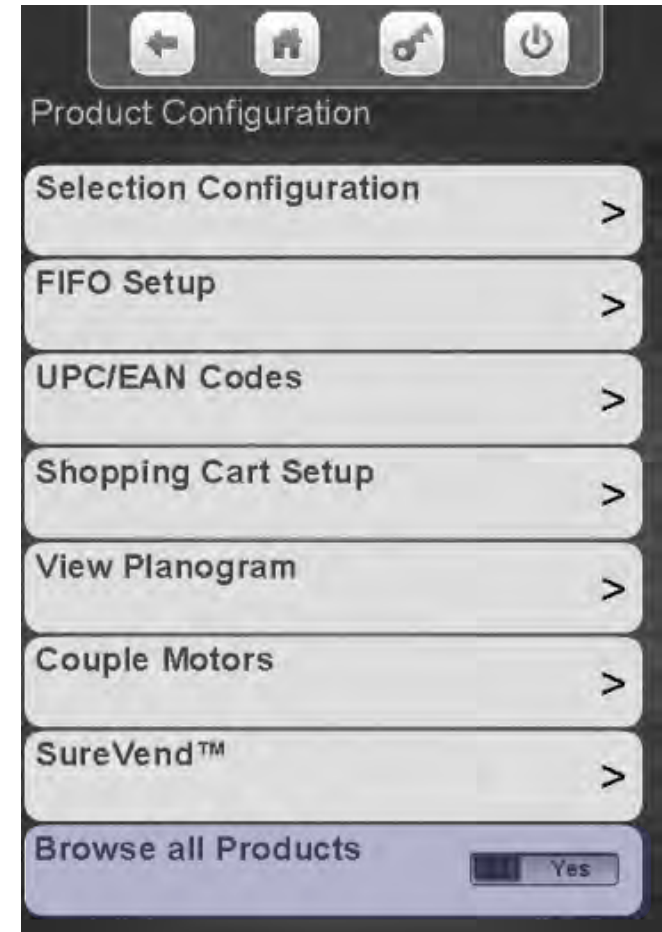 Product Configuration
Selection Configuration
>
FIFO Setup
>
UPC/EAN Codes
>
Shopping Cart Setup
>
View Planogram
>
Couple Motors
>
SureVend™
>
Browse all Products
Yes